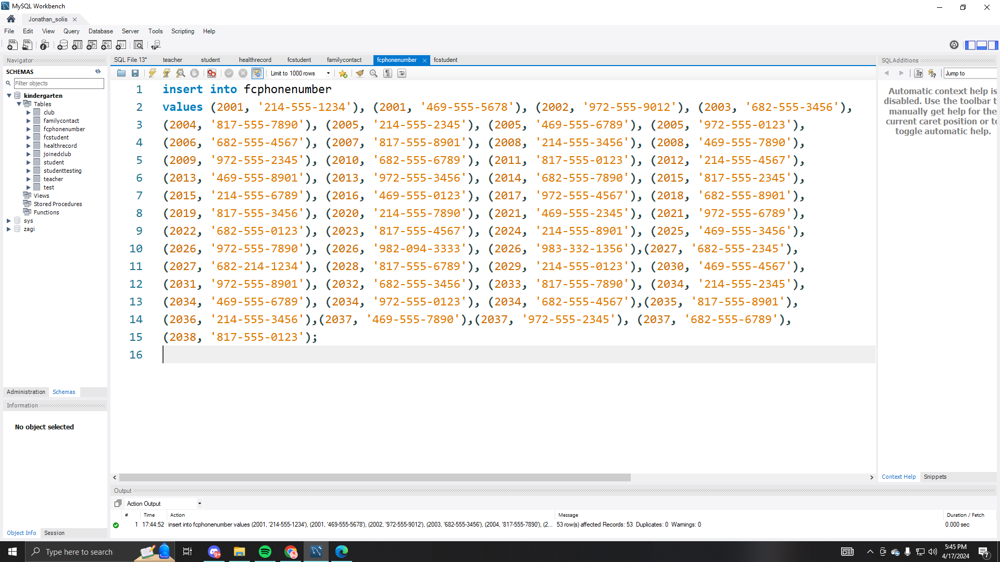 MySQL Workbench
Jonathan_solis
File Edit View Query Database Server Tools Scripting Help
Navigator
SCHEMAS
Filter objects
kindergarten
Tables
club
familycontact
fcphonenumber
fcstudent
healthrecord
joinedclub
student
studenttesting
teacher
test
Views
Stored Procedures
Functions
sys
zagi
Administration Schemas
Information
No object selected
Object Info Session
SQL File 13* teacher student healthrecord fcstudent familycontact fcphonenumber fcstudent
Limit to 1000 rows
1 insert into fcphonenumber
2 values (2001, '214-555-1234'), (2001, '469-555-5678'), (2002, '972-555-9012'), (2003, '682-555-3456'),
3 (2004, '817-555-7890'), (2005, '214-555-2345'), (2005, '469-555-6789'), (2005, '972-555-0123'),
4 (2006, '682-555-4567'), (2007, '817-555-8901'), (2008, '214-555-3456'), (2008, '469-555-7890'),
5 (2009, '972-555-2345'), (2010, '682-555-6789'), (2011, '817-555-0123'), (2012, '214-555-4567'),
6 (2013, '469-555-8901'), (2013, '972-555-3456'), (2014, '682-555-7890'), (2015, '817-555-2345'),
7 (2015, '214-555-6789'), (2016, '469-555-0123'), (2017, '972-555-4567'), (2018, '682-555-8901'),
8 (2019, '817-555-3456'), (2020, '214-555-7890'), (2021, '469-555-2345'), (2021, '972-555-6789'),
9 (2022, '682-555-0123'), (2023, '817-555-4567'), (2024, '214-555-8901'), (2025, '469-555-3456'),
10 (2026, '972-555-7890'), (2026, '982-094-3333'), (2026, '983-332-1356'),(2027, '682-555-2345'),
11 (2027, '682-214-1234'), (2028, '817-555-6789'), (2029, '214-555-0123'), (2030, '469-555-4567'),
12 (2031, '972-555-8901'), (2032, '682-555-3456'), (2033, '817-555-7890'), (2034, '214-555-2345'),
13 (2034, '469-555-6789'), (2034, '972-555-0123'), (2034, '682-555-4567'),(2035, '817-555-8901'),
14 (2036, '214-555-3456'),(2037, '469-555-7890'),(2037, '972-555-2345'), (2037, '682-555-6789'),
15 (2038, '817-555-0123');
16
SQLAdditions
Jump to
Automatic context help is
disabled. Use the toolbar t
manually get help for the
current caret position or to
toggle automatic help.
Context Help Snippets
Output
Action Output
# Time Action Message Duration / Fetch
1 17:44:52 insert into fcphonenumber values (2001, '214-555-1234'), (2001, '469-555-5678'), (2002, '972-555-9012'), (2003, '682-555-3456'), (2004, '817-555-7890'), (2... 53 row(s) affected Records: 53 Duplicates: 0 Warnings: 0 0.000 sec
Type here to search
9+
5:45 PM
4/17/2024
7